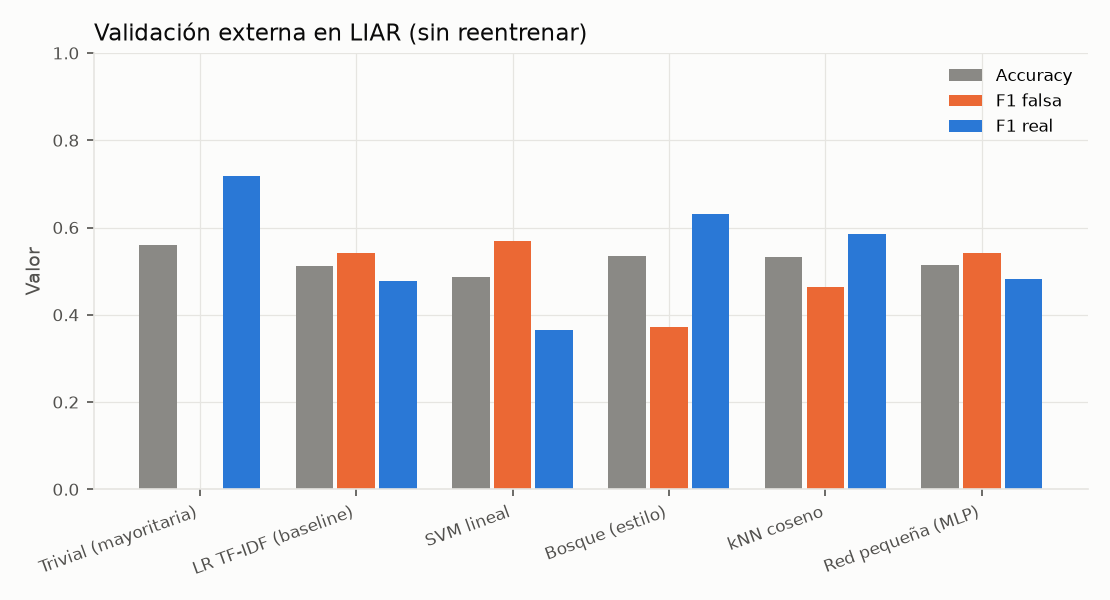 Validación externa en LIAR (sin reentrenar)
1.0
0.8
0.6
0.4
0.2
0.0
Valor
Accuracy
F1 falsa
F1 real
Trivial (mayoritaria)
LR TF-IDF (baseline)
SVM lineal
Bosque (estilo)
kNN coseno
Red pequeña (MLP)